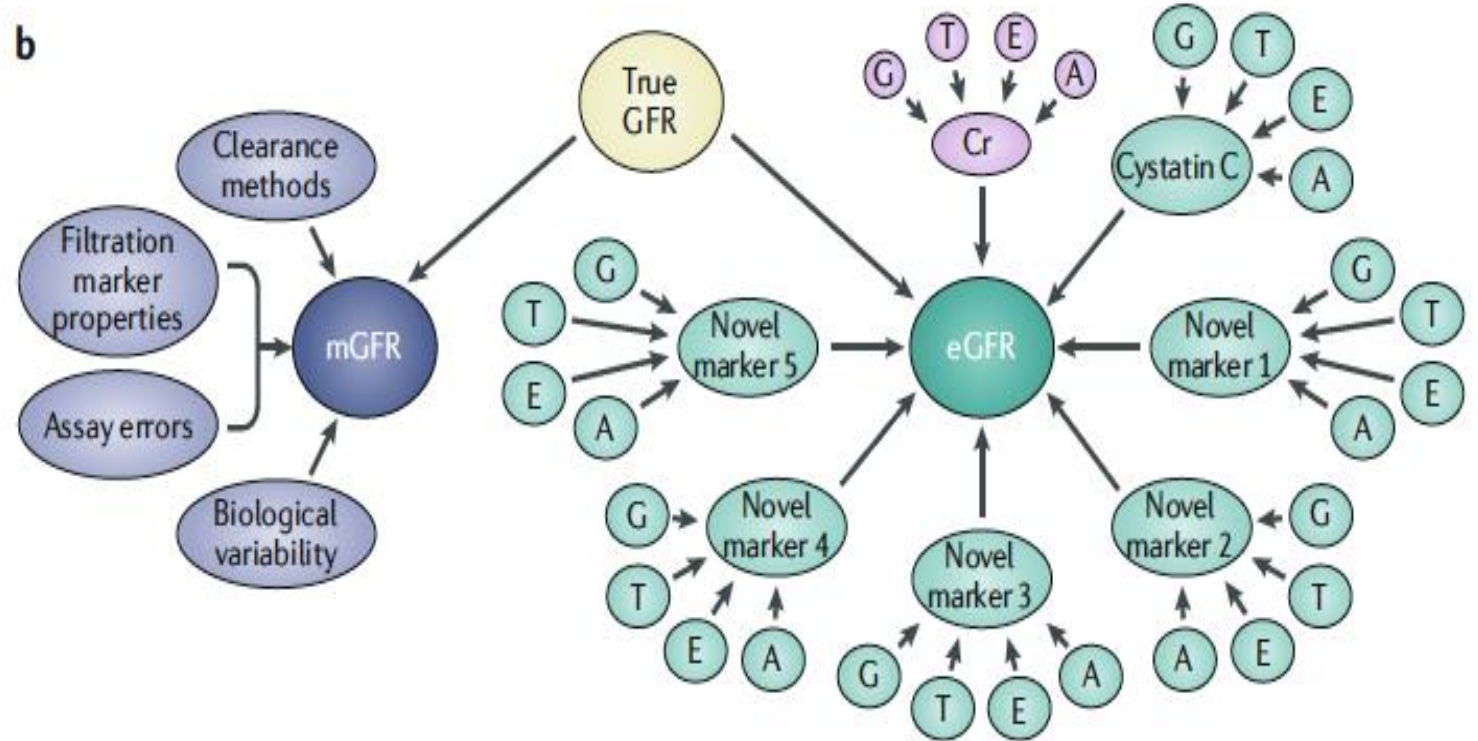 b
True
GFR
Clearance
methods
Filtration
marker
properties
Assay errors
Biological
variability
mGFR
G
T
E
A
Cr
G
T
E
A
Cystatin C
eGFR
G
T
E
A
Novel
marker 5
Novel
marker 1
G
T
E
A
G
T
E
A
Novel
marker 4
Novel
marker 3
G
T
E
A
Novel
marker 2
G
T
E
A